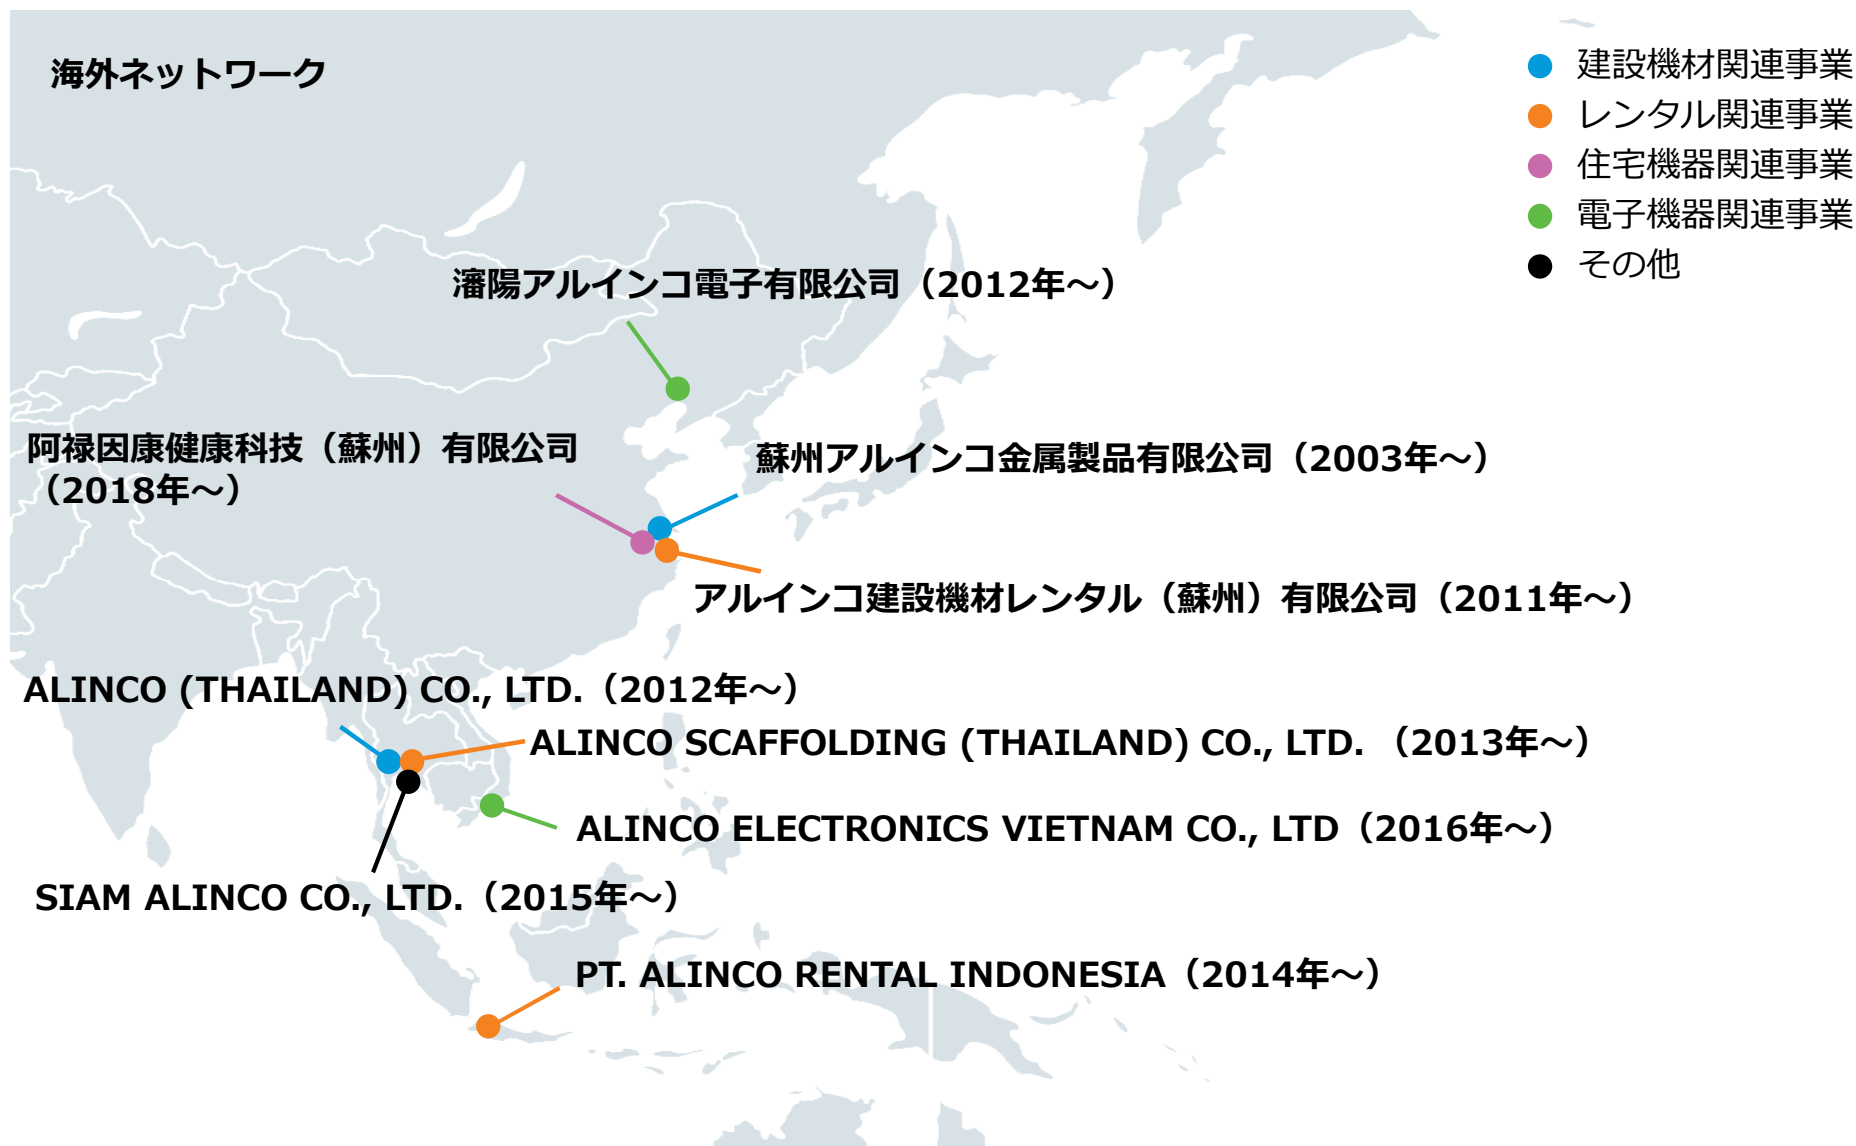 海外ネットワーク
建設機材関連事業
レンタル関連事業
住宅機器関連事業
電子機器関連事業
その他
瀋陽アルインコ電子有限公司（2012年～）
阿禄因康健康科技（蘇州）有限公司
（2018年～）
蘇州アルインコ金属製品有限公司（2003年～）
アルインコ建設機材レンタル（蘇州）有限公司（2011年～）
ALINCO (THAILAND) CO., LTD.（2012年～）
ALINCO SCAFFOLDING (THAILAND) CO., LTD. （2013年～）
ALINCO ELECTRONICS VIETNAM CO., LTD（2016年～）
SIAM ALINCO CO., LTD.（2015年～）
PT. ALINCO RENTAL INDONESIA（2014年～）